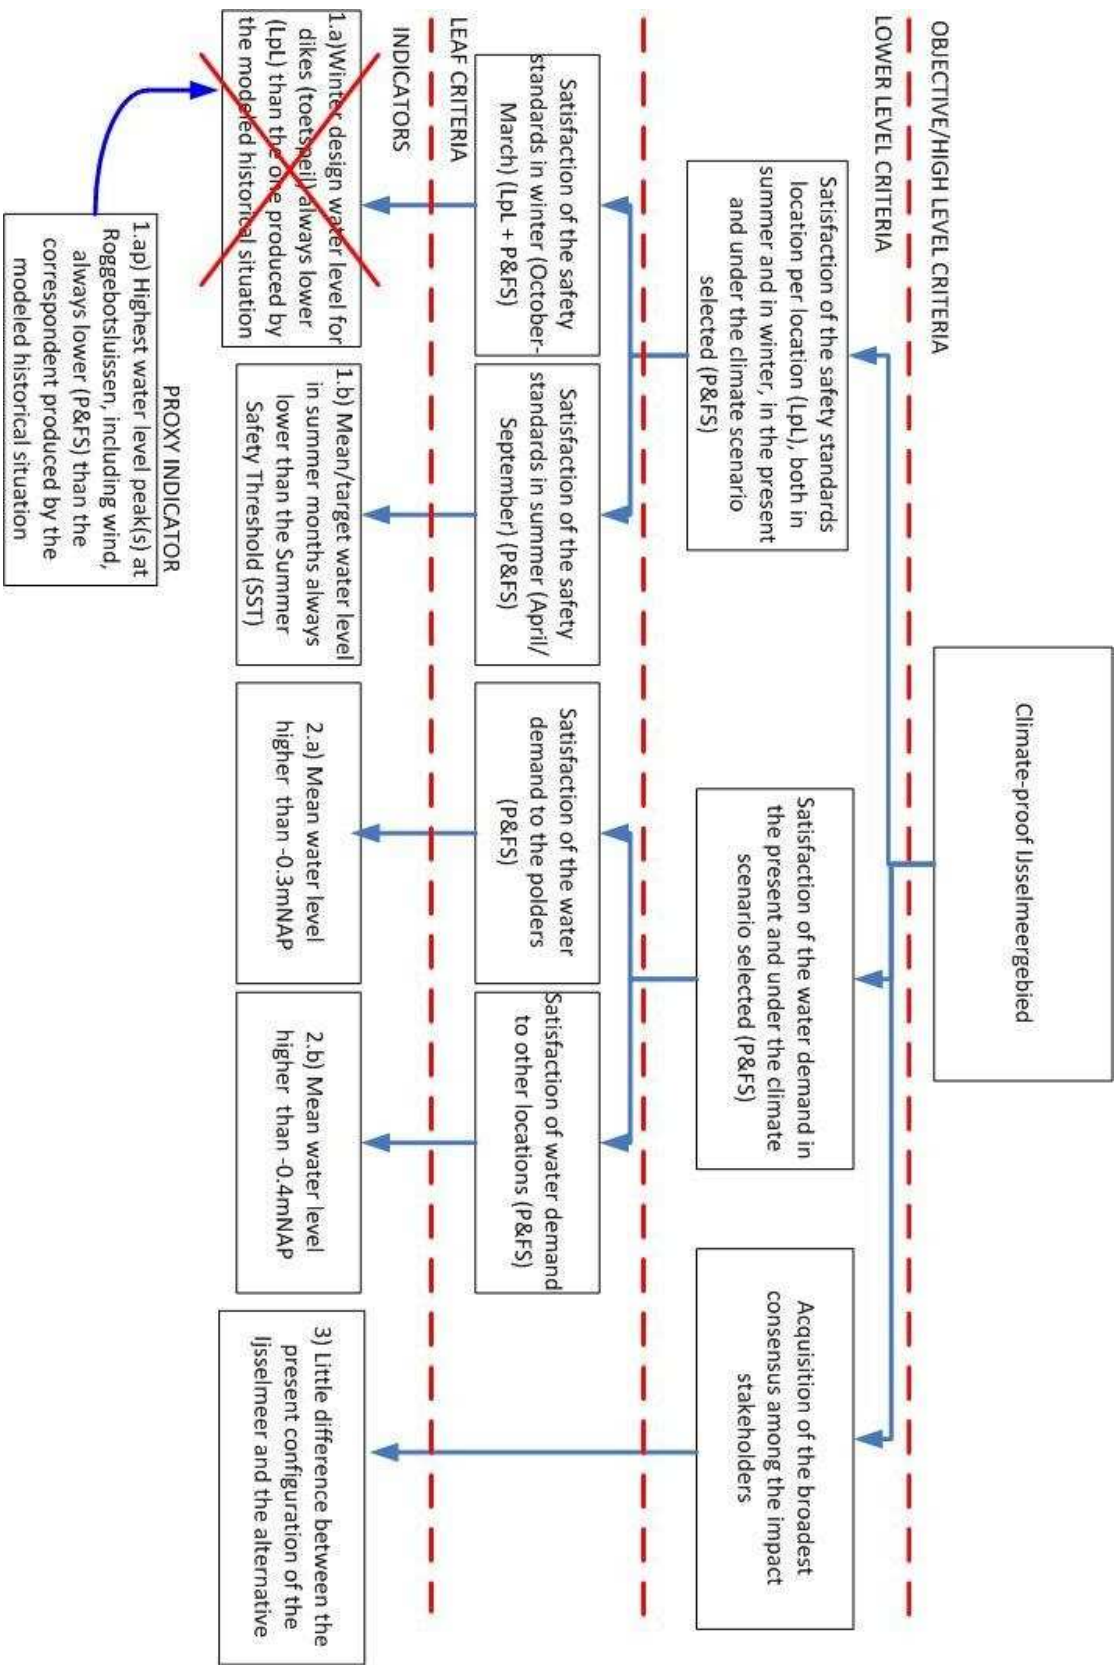 OBJECTIVE/HIGH LEVEL CRITERIA
Climate-proof IJsselmeergebied
LOWER LEVEL CRITERIA
Satisfaction of the safety standards
location per location (LpL), both in
summer and in winter, in the present
and under the climate scenario
selected (P&FS)
Satisfaction of the water demand in
the present and under the climate
scenario selected (P&FS)
Acquisition of the broadest
consensus among the impact
stakeholders
Satisfaction of the safety
standards in winter (October-
March) (LpL + P&FS)
Satisfaction of the safety
standards in summer (April/
September) (P&FS)
Satisfaction of the water
demand to the polders
(P&FS)
Satisfaction of water demand
to other locations (P&FS)
LEAF CRITERIA
INDICATORS
1.a)Winter design water level for
dikes (toetspeil) always lower
(LpL) than the one produced by
the modeled historical situation
1.b) Mean/target water level
in summer months always
lower than the Summer
Safety Threshold (SST)
2.a) Mean water level
higher than -0.3mNAP
2.b) Mean water level
higher than -0.4mNAP
3) Little difference between the
present configuration of the
Ijsselmeer and the alternative
PROXY INDICATOR
1.ap) Highest water level peak(s) at
Roggebotsluissen, including wind,
always lower (P&FS) than the
correspondent produced by the
modeled historical situation